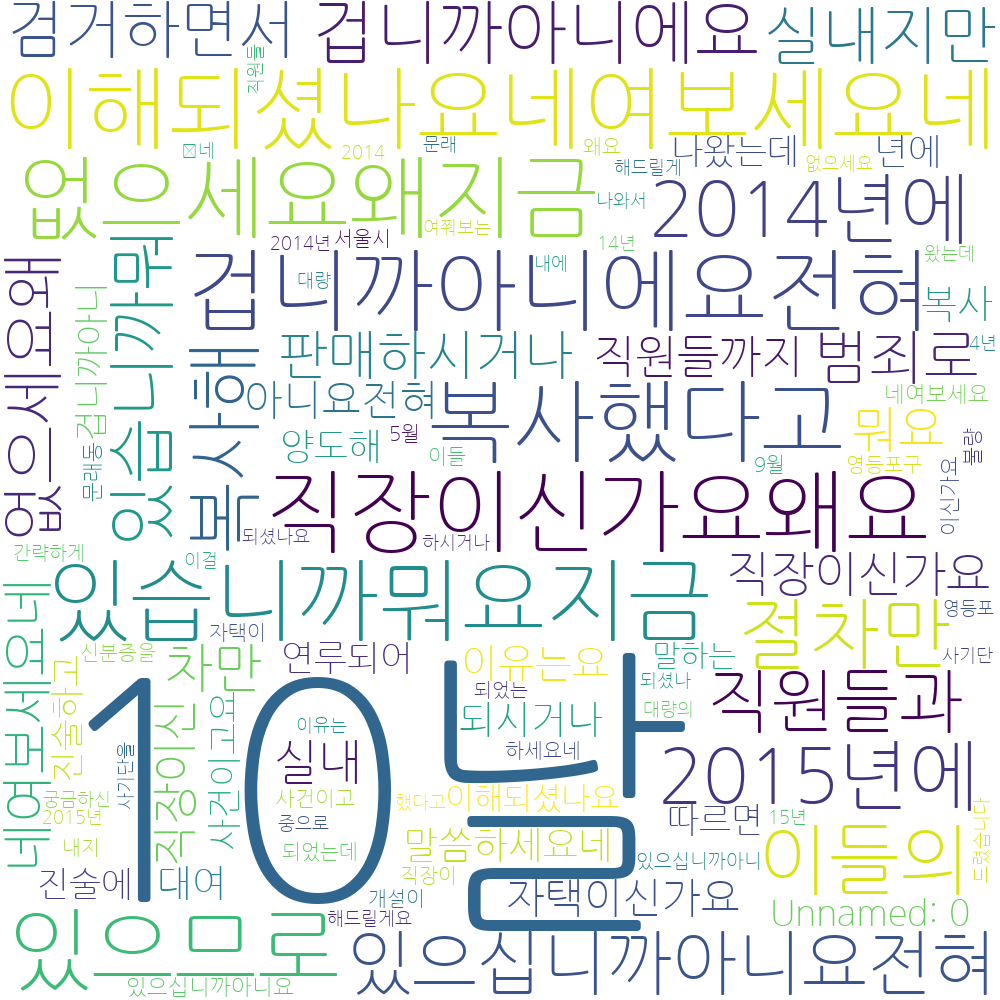 검거하면서
겁니까아니에요
실내지만
직원들
이해되셨나요네여보세요네
네
2014
문래
왜요
나왔는데
년에
해드릴게
없으세요
없으세요왜지금
나와서
2014년에
여쭤보는
2014년
서울시
14년
왔는데
대량
내에
없으세요왜
겁니까아니
있습니까뭐
겁니까아니에요전혀
복사
판매하시거나
직원들까지
범죄로
4년
복사해
아니요전혀
복사했다고
네여보세요
양도해
5월
뭐요
불량
문래동
이들
9월
영등포구
직장이신가요왜요
이신가요
되셨나요
하시거나
간략하게
이걸
직장이신가요
있습니까뭐요지금
영등포
네여보세요네
자택이
절차만
신분증을
차만
연루되어
이유는요
말하는
사기단
진술하고
되었는
되셨나
직원들과
10날
직장이신
사건이고요
이유는
되시거나
대량의
사기단을
실내
하세요네
2015년에
궁금하신
사건이고
했다고
이해되셨나요
2015년
중으로
따르면
15년
드렸습니다
내지
되었는데
말씀하세요네
이들의
있으십니까아니
진술에
대여
직장이
개설이
자택이신가요
Unnamed: 0
해드릴게요
있으므로
있으십니까아니요전혀
있으십니까아니요